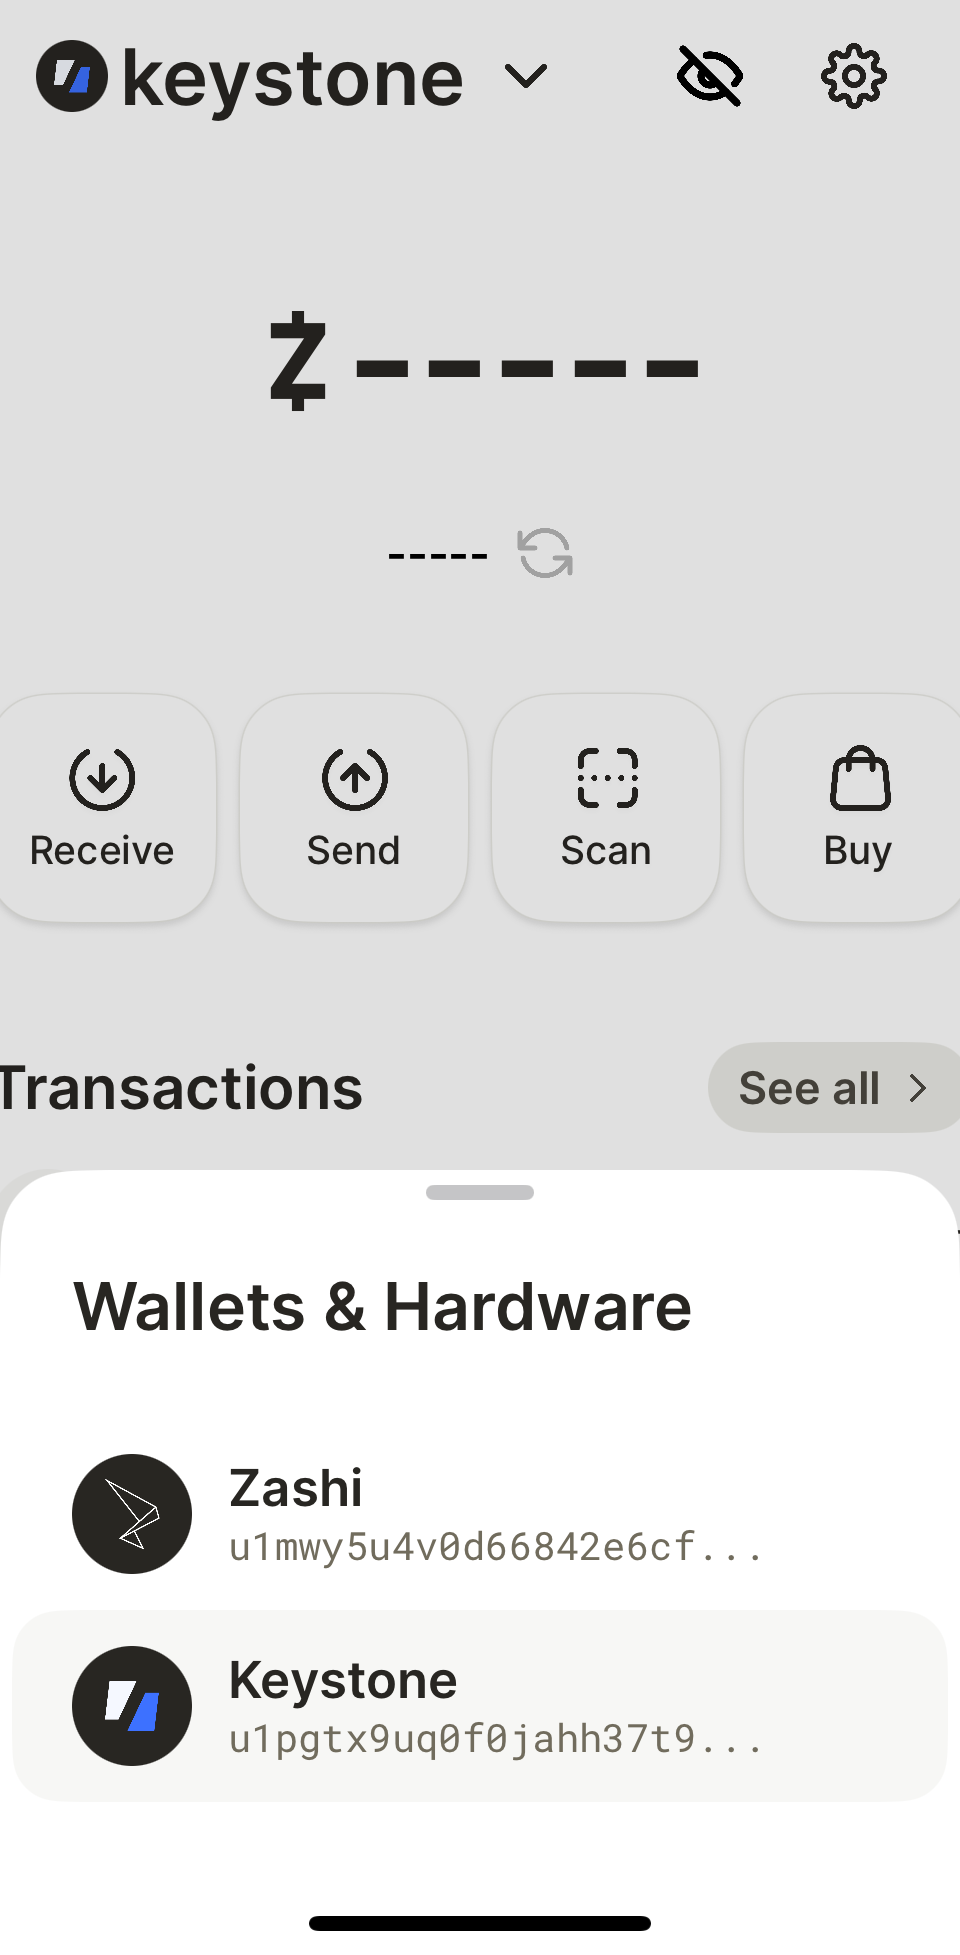 keystone
-----
-----
Receive
Send
Scan
Buy
Transactions
See all
Wallets & Hardware
Zashi
u1mwy5u4v0d66842e6cf...
Keystone
u1pgtx9uq0f0jahh37t9...